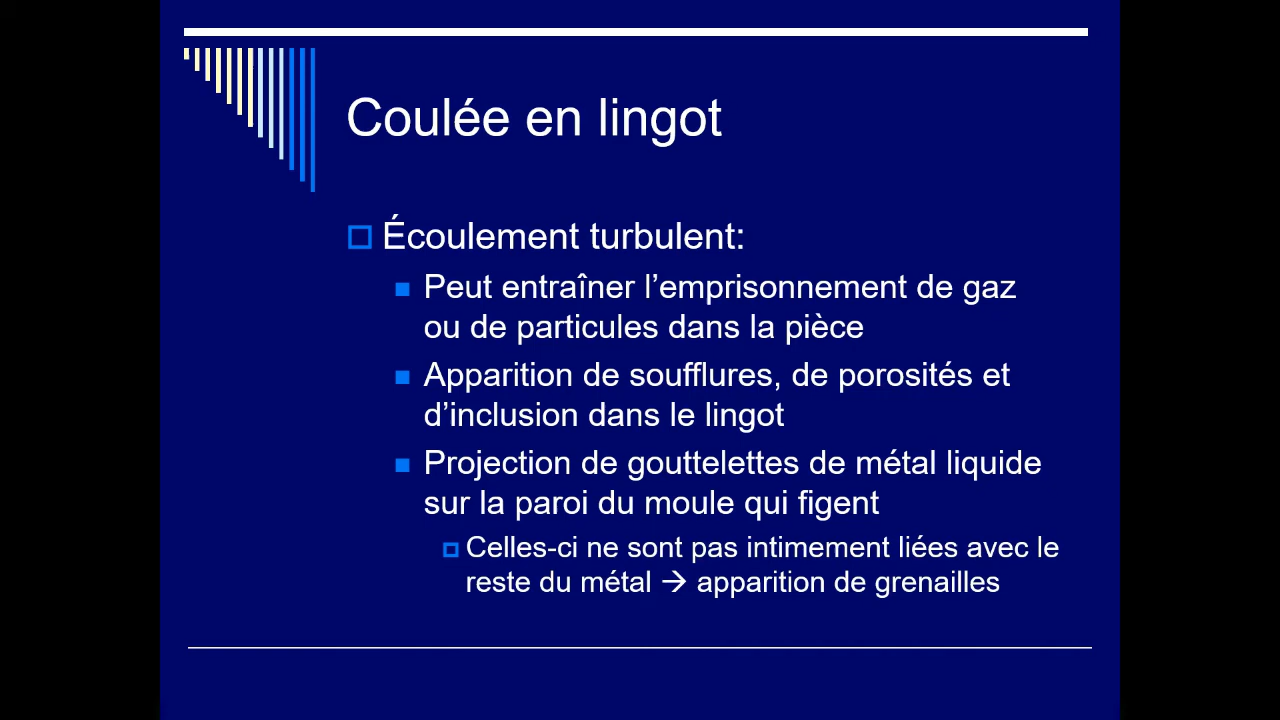 Coulée en lingot
Écoulement turbulent:
Peut entraîner l’emprisonnement de gaz
ou de particules dans la pièce
Apparition de soufflures, de porosités et
d’inclusion dans le lingot
Projection de gouttelettes de métal liquide
sur la paroi du moule qui figent
Celles-ci ne sont pas intimement liées avec le
reste du métal → apparition de grenailles